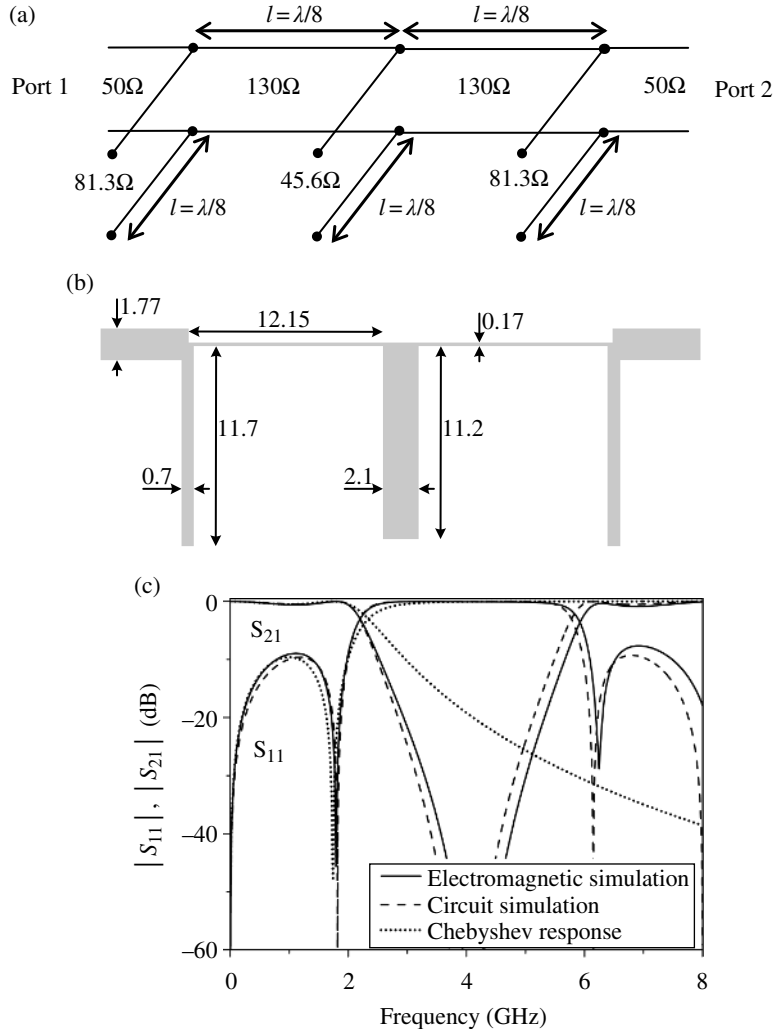 (a)
l = λ/8 l = λ/8
Port 1 50Ω 130Ω 130Ω 50Ω Port 2
81.3Ω 45.6Ω 81.3Ω
l = λ/8 l = λ/8 l = λ/8
(b)
1.77 12.15 0.17
11.7 11.2
0.7 2.1
(c)
0
S21
−20
S11
−40
−60
|S11|, |S21| (dB)
Electromagnetic simulation
Circuit simulation
Chebyshev response
0 2 4 6 8
Frequency (GHz)